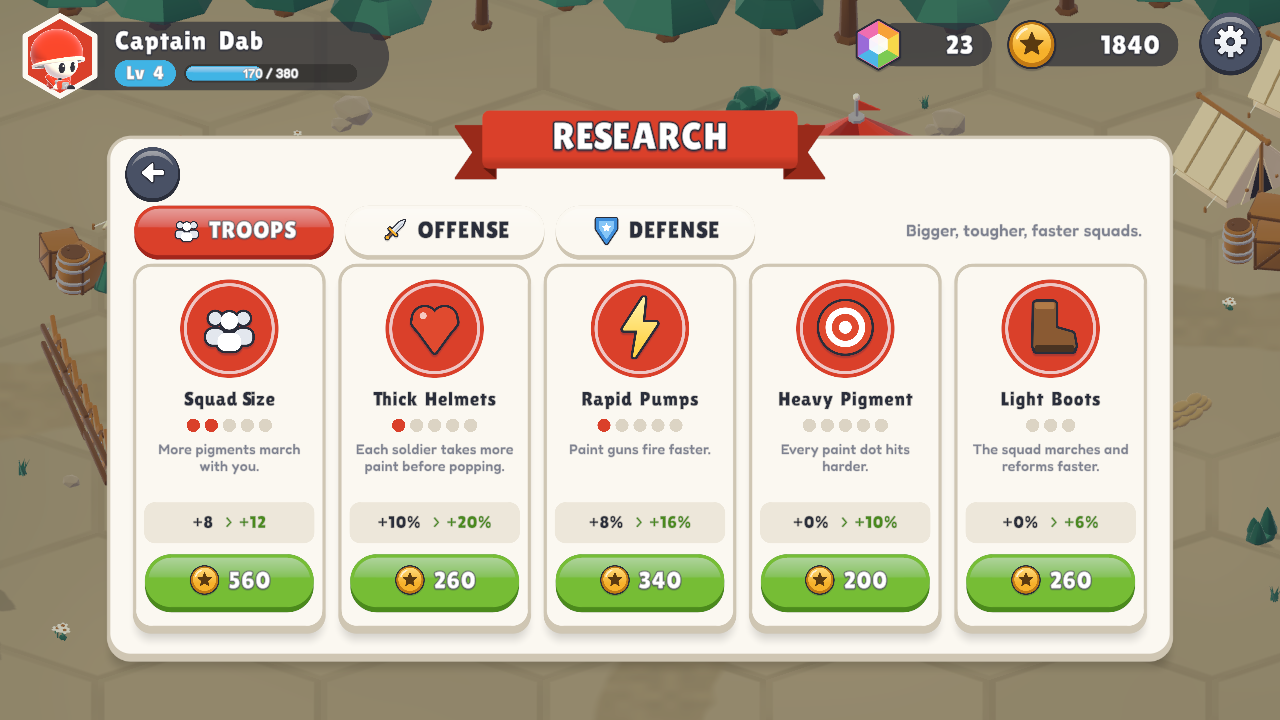 Captain Dab
Lv 4
170 / 380
23
1840
RESEARCH
TROOPS
OFFENSE
DEFENSE
Bigger, tougher, faster squads.
Squad Size
More pigments march
with you.
+8 > +12
560
Thick Helmets
Each soldier takes more
paint before popping.
+10% > +20%
260
Rapid Pumps
Paint guns fire faster.
+8% > +16%
340
Heavy Pigment
Every paint dot hits
harder.
+0% > +10%
200
Light Boots
The squad marches and
reforms faster.
+0% > +6%
260